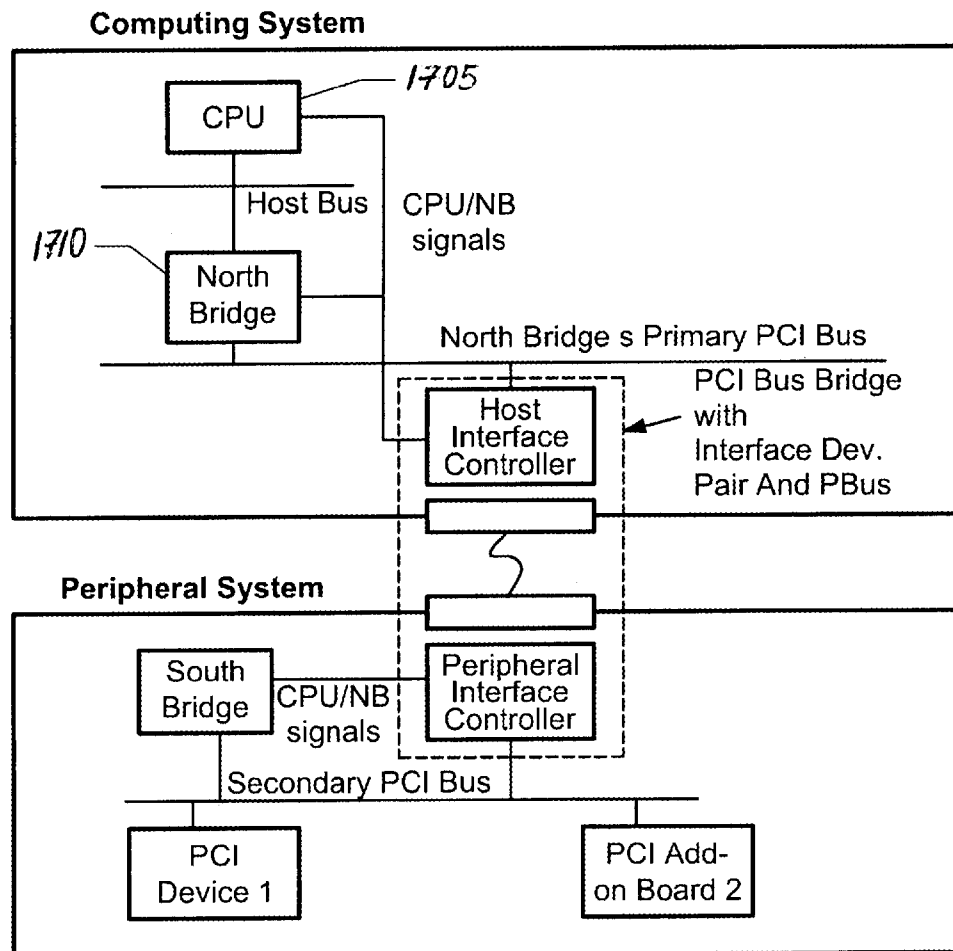 Computing System
1705
CPU
Host Bus
CPU/NB
signals
1710
North
Bridge
North Bridge s Primary PCI Bus
PCI Bus Bridge
with
Interface Dev.
Pair And PBus
Host
Interface
Controller
Peripheral System
South
Bridge
CPU/NB
signals
Peripheral
Interface
Controller
Secondary PCI Bus
PCI
Device 1
PCI Add-
on Board 2